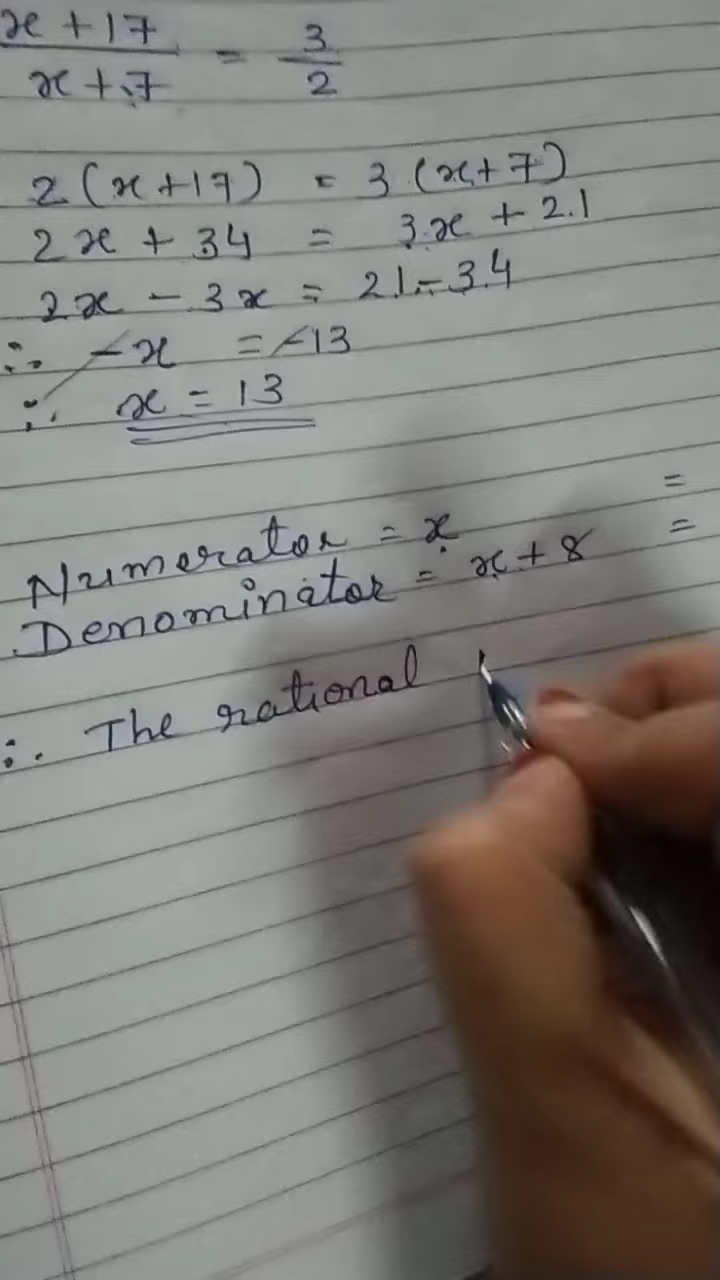 x + 17 / x + 7 = 3 / 2
2 (x + 17) = 3 (x + 7)
2x + 34 = 3x + 21
2x - 3x = 21 - 34
∴ -x = -13
∴ x = 13
Numerator = x =
Denominator = x + 8 =
∴ The rational